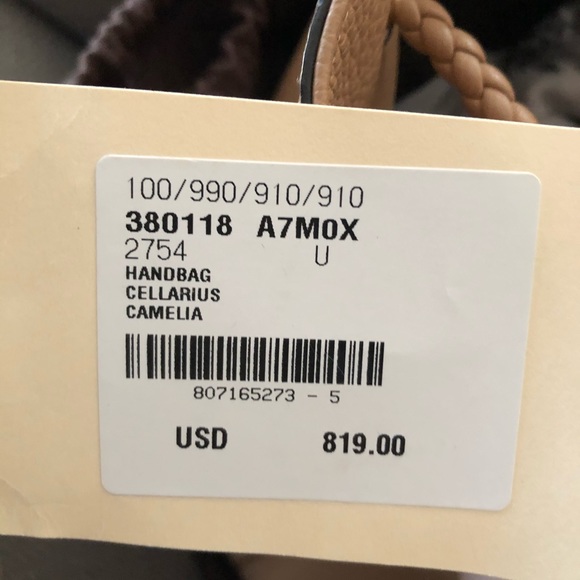 100/990/910/910
380118 A7M0X
2754 U
HANDBAG
CELLARIUS
CAMELIA
807165273 - 5
USD 819.00